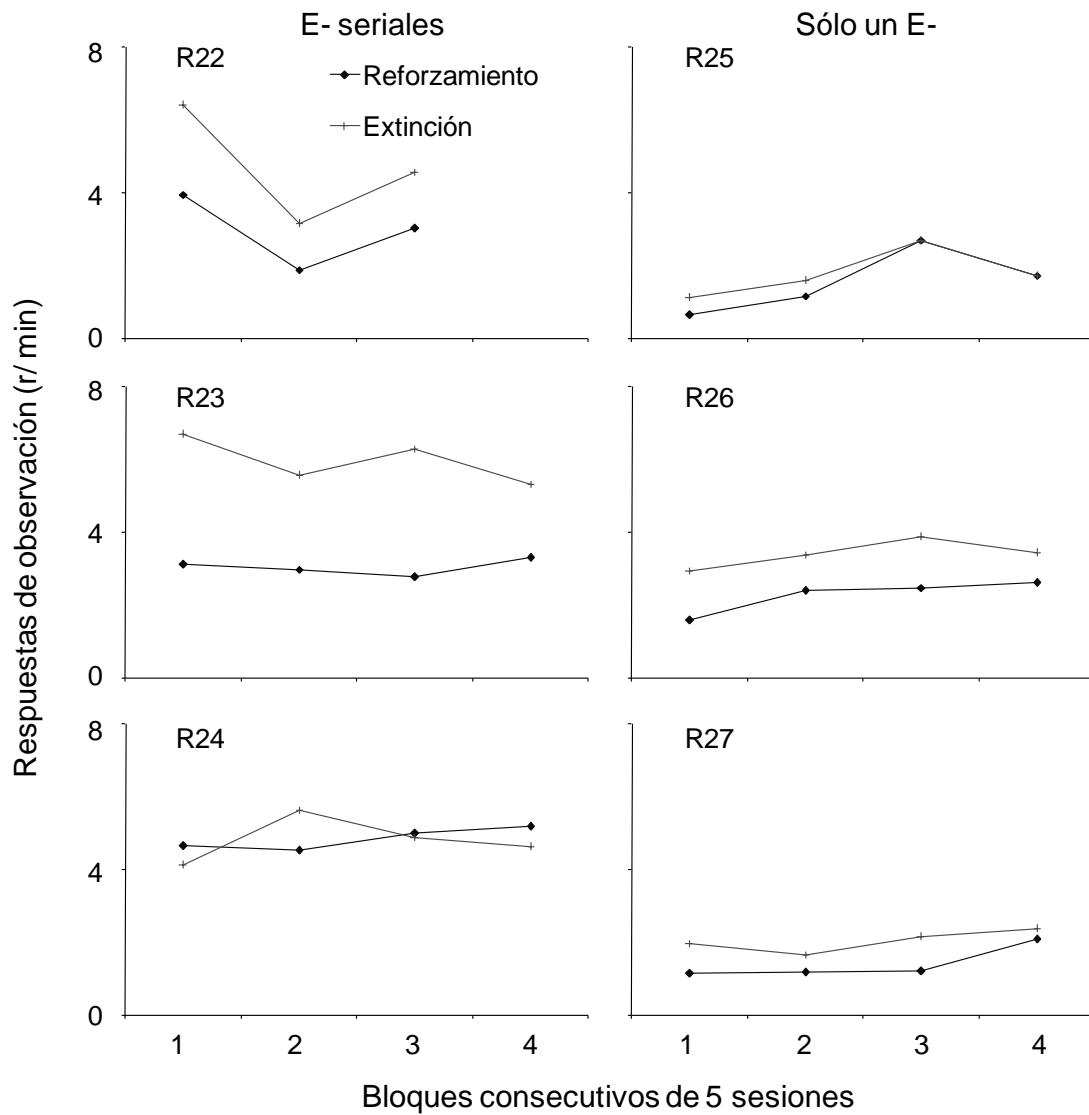 E- seriales
Sólo un E-
8
4
0
R22
Reforzamiento
Extinción
R25
8
4
0
R23
R26
8
4
0
R24
R27
1 2 3 4
1 2 3 4
Respuestas de observación (r/ min)
Bloques consecutivos de 5 sesiones